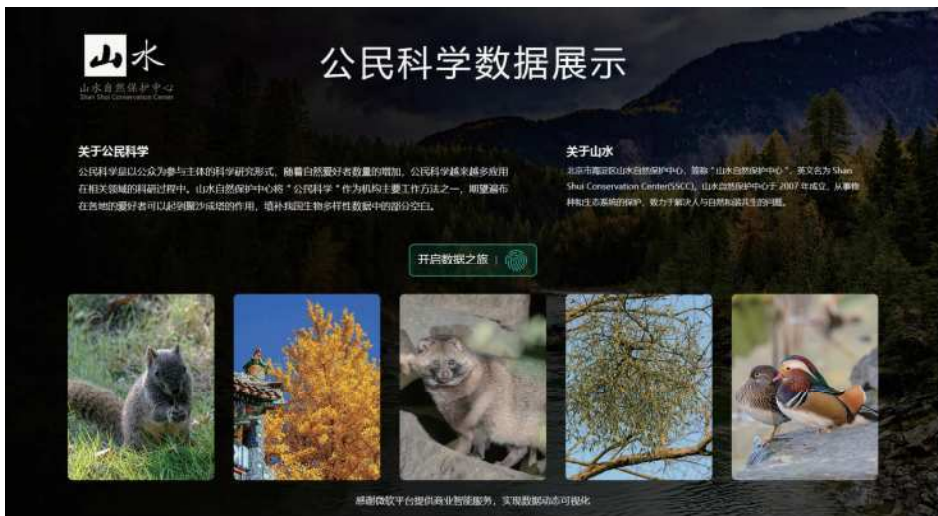 山水
山水自然保护中心
Shan Shui Conservation Center
公民科学数据展示
关于公民科学
公民科学是以公众为参与主体的科学研究形式，随着自然爱好者数量的增加，公民科学越来越多应用
在相关领域的科研过程中。山水自然保护中心将“公民科学”作为机构主要工作方法之一，期望遍布
在各地的爱好者可以起到聚沙成塔的作用，填补我国生物多样性数据中的部分空白。
关于山水
北京市海淀区山水自然保护中心，简称“山水自然保护中心”，英文名为 Shan
Shui Conservation Center(SSCC)，山水自然保护中心于 2007 年成立，从事物
种和生态系统的保护，致力于解决人与自然和谐共生的问题。
开启数据之旅 |
感谢微软平台提供商业智能服务，实现数据动态可视化